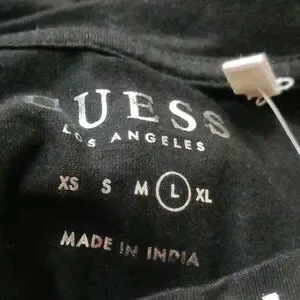 GUESS
LOS ANGELES
XS S M L XL
MADE IN INDIA